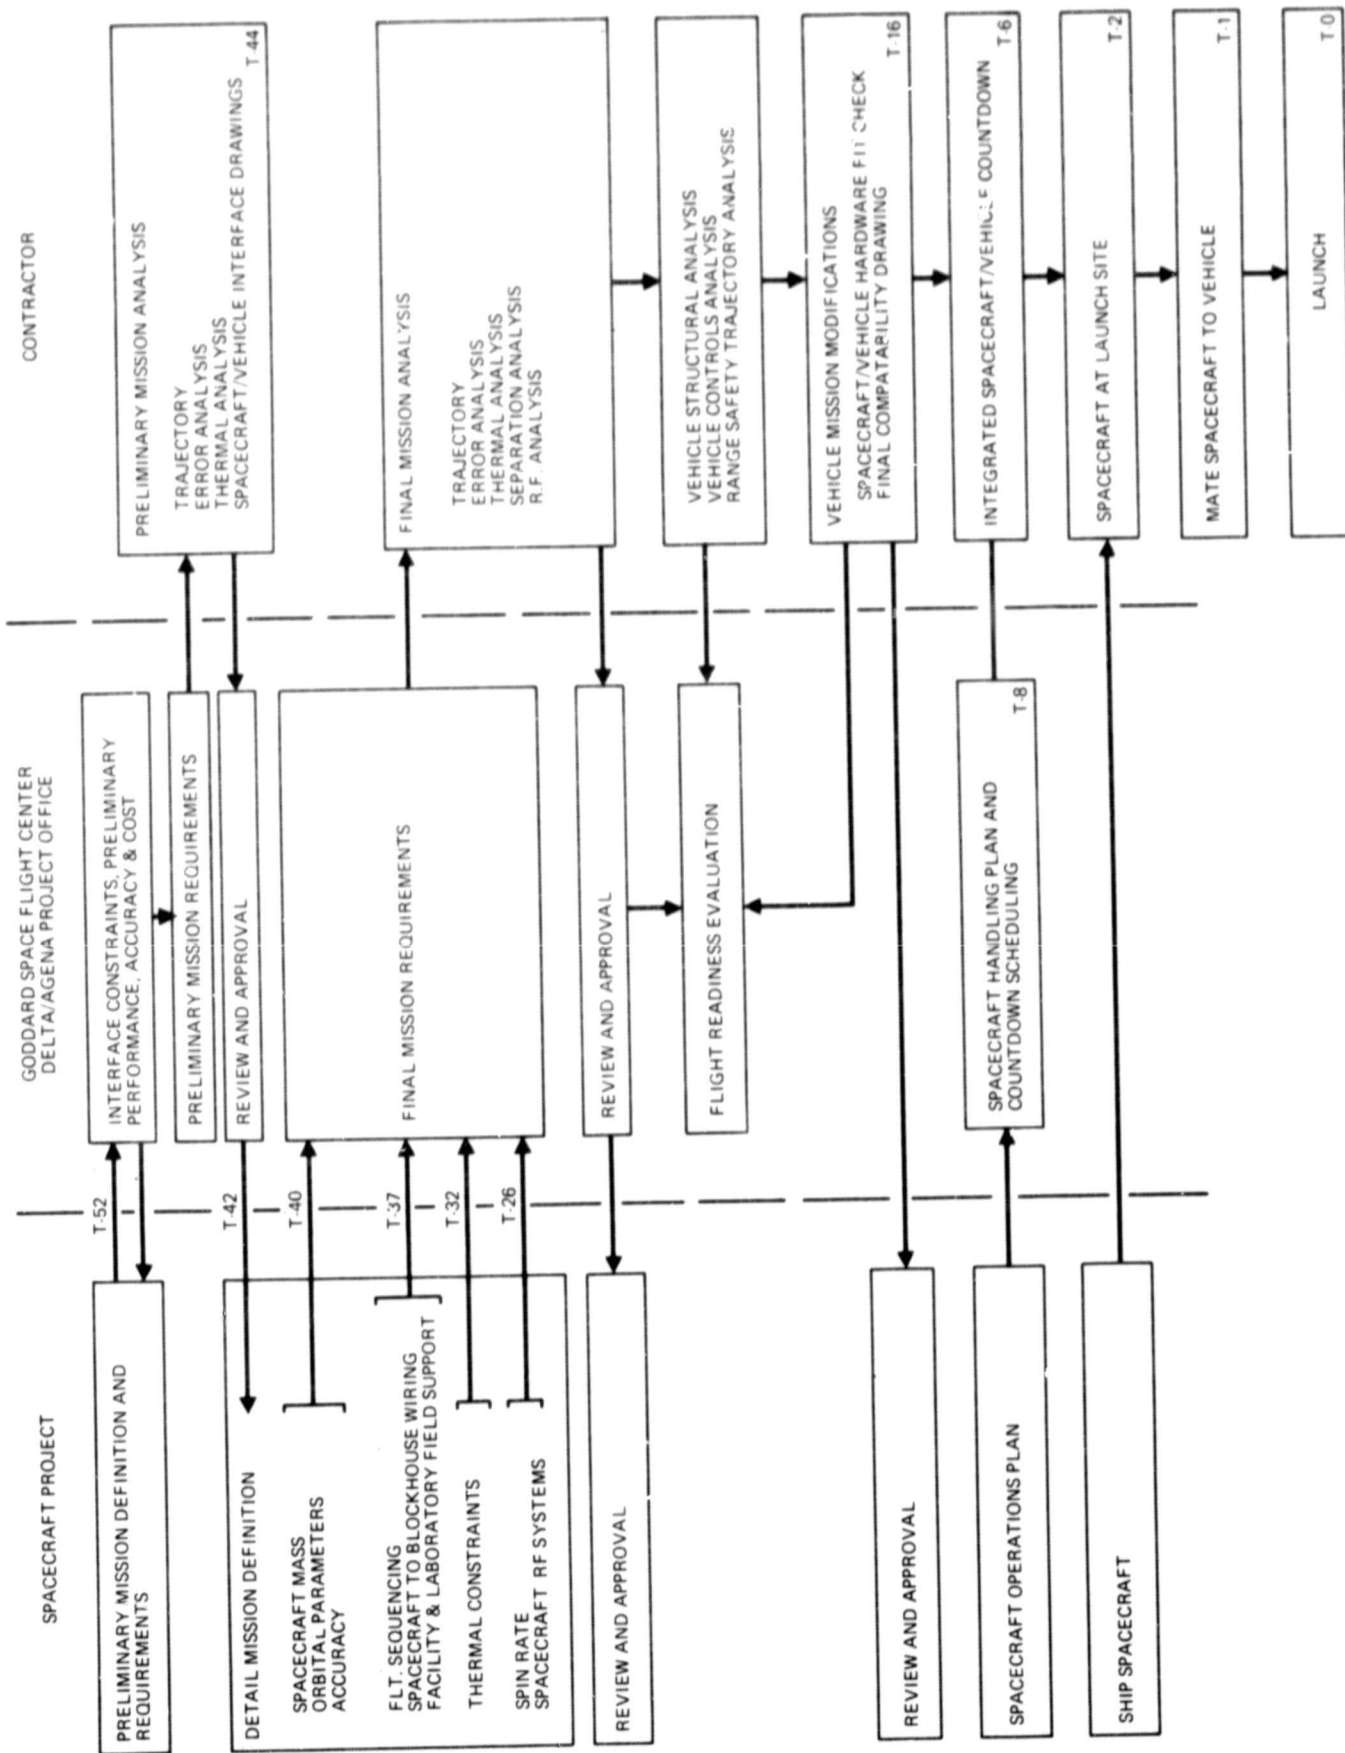 SPACECRAFT PROJECT
GODDARD SPACE FLIGHT CENTER
DELTA/AGENA PROJECT OFFICE
CONTRACTOR
PRELIMINARY MISSION DEFINITION AND
REQUIREMENTS
T-52
INTERFACE CONSTRAINTS, PRELIMINARY
PERFORMANCE, ACCURACY & COST
PRELIMINARY MISSION REQUIREMENTS
PRELIMINARY MISSION ANALYSIS
TRAJECTORY
ERROR ANALYSIS
THERMAL ANALYSIS
SPACECRAFT/VEHICLE INTERFACE DRAWINGS
T-44
REVIEW AND APPROVAL
T-42
DETAIL MISSION DEFINITION
SPACECRAFT MASS
ORBITAL PARAMETERS
ACCURACY
T-40
FLT. SEQUENCING
SPACECRAFT TO BLOCKHOUSE WIRING
FACILITY & LABORATORY FIELD SUPPORT
T-37
THERMAL CONSTRAINTS
T-32
SPIN RATE
SPACECRAFT RF SYSTEMS
T-26
FINAL MISSION REQUIREMENTS
FINAL MISSION ANALYSIS
TRAJECTORY
ERROR ANALYSIS
THERMAL ANALYSIS
SEPARATION ANALYSIS
R.F. ANALYSIS
REVIEW AND APPROVAL
REVIEW AND APPROVAL
VEHICLE STRUCTURAL ANALYSIS
VEHICLE CONTROLS ANALYSIS
RANGE SAFETY TRAJECTORY ANALYSIS
FLIGHT READINESS EVALUATION
VEHICLE MISSION MODIFICATIONS
SPACECRAFT/VEHICLE HARDWARE FIT CHECK
FINAL COMPATABILITY DRAWING
T-16
REVIEW AND APPROVAL
SPACECRAFT OPERATIONS PLAN
SPACECRAFT HANDLING PLAN AND
COUNTDOWN SCHEDULING
T-8
INTEGRATED SPACECRAFT/VEHICLE COUNTDOWN
T-6
SHIP SPACECRAFT
SPACECRAFT AT LAUNCH SITE
T-2
MATE SPACECRAFT TO VEHICLE
T-1
LAUNCH
T-0